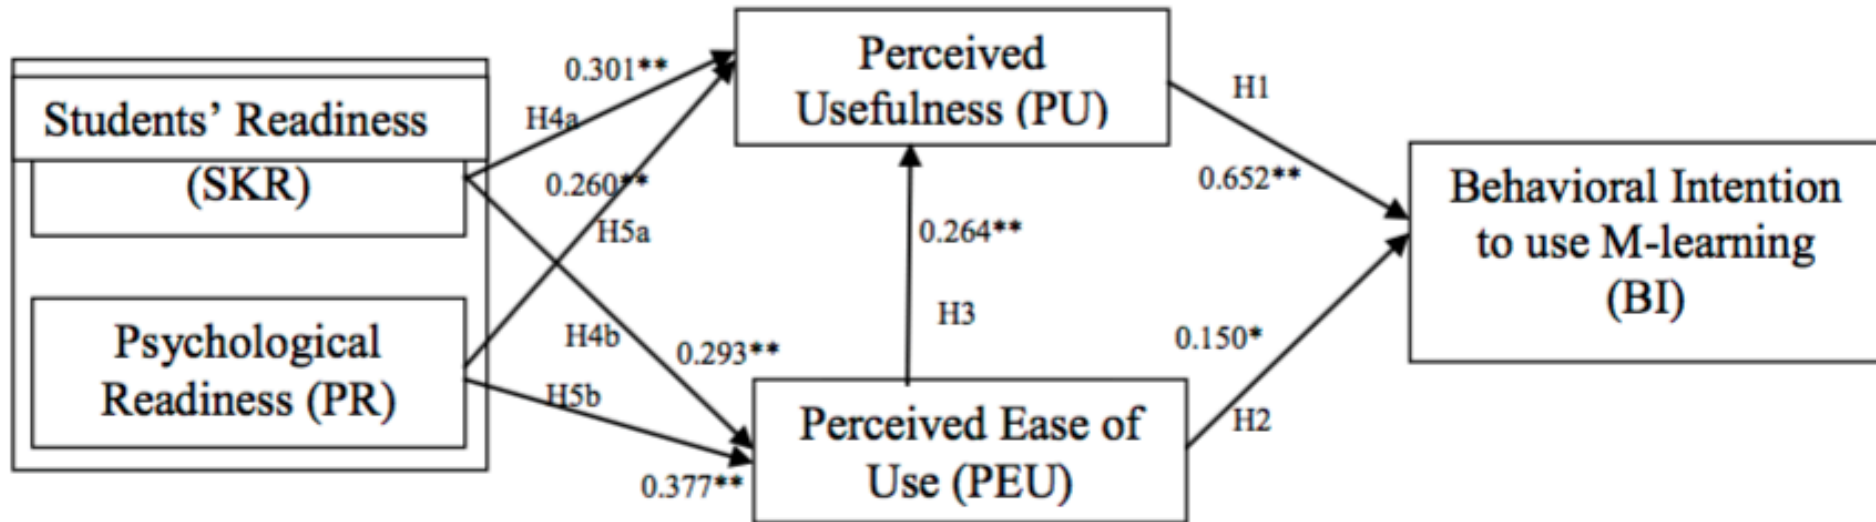 Students’ Readiness
(SKR)
Psychological
Readiness (PR)
0.301**
H4a
0.260**
H5a
H4b
0.293**
H5b
0.377**
Perceived
Usefulness (PU)
0.264**
H3
Perceived Ease of
Use (PEU)
H1
0.652**
0.150*
H2
Behavioral Intention
to use M-learning
(BI)